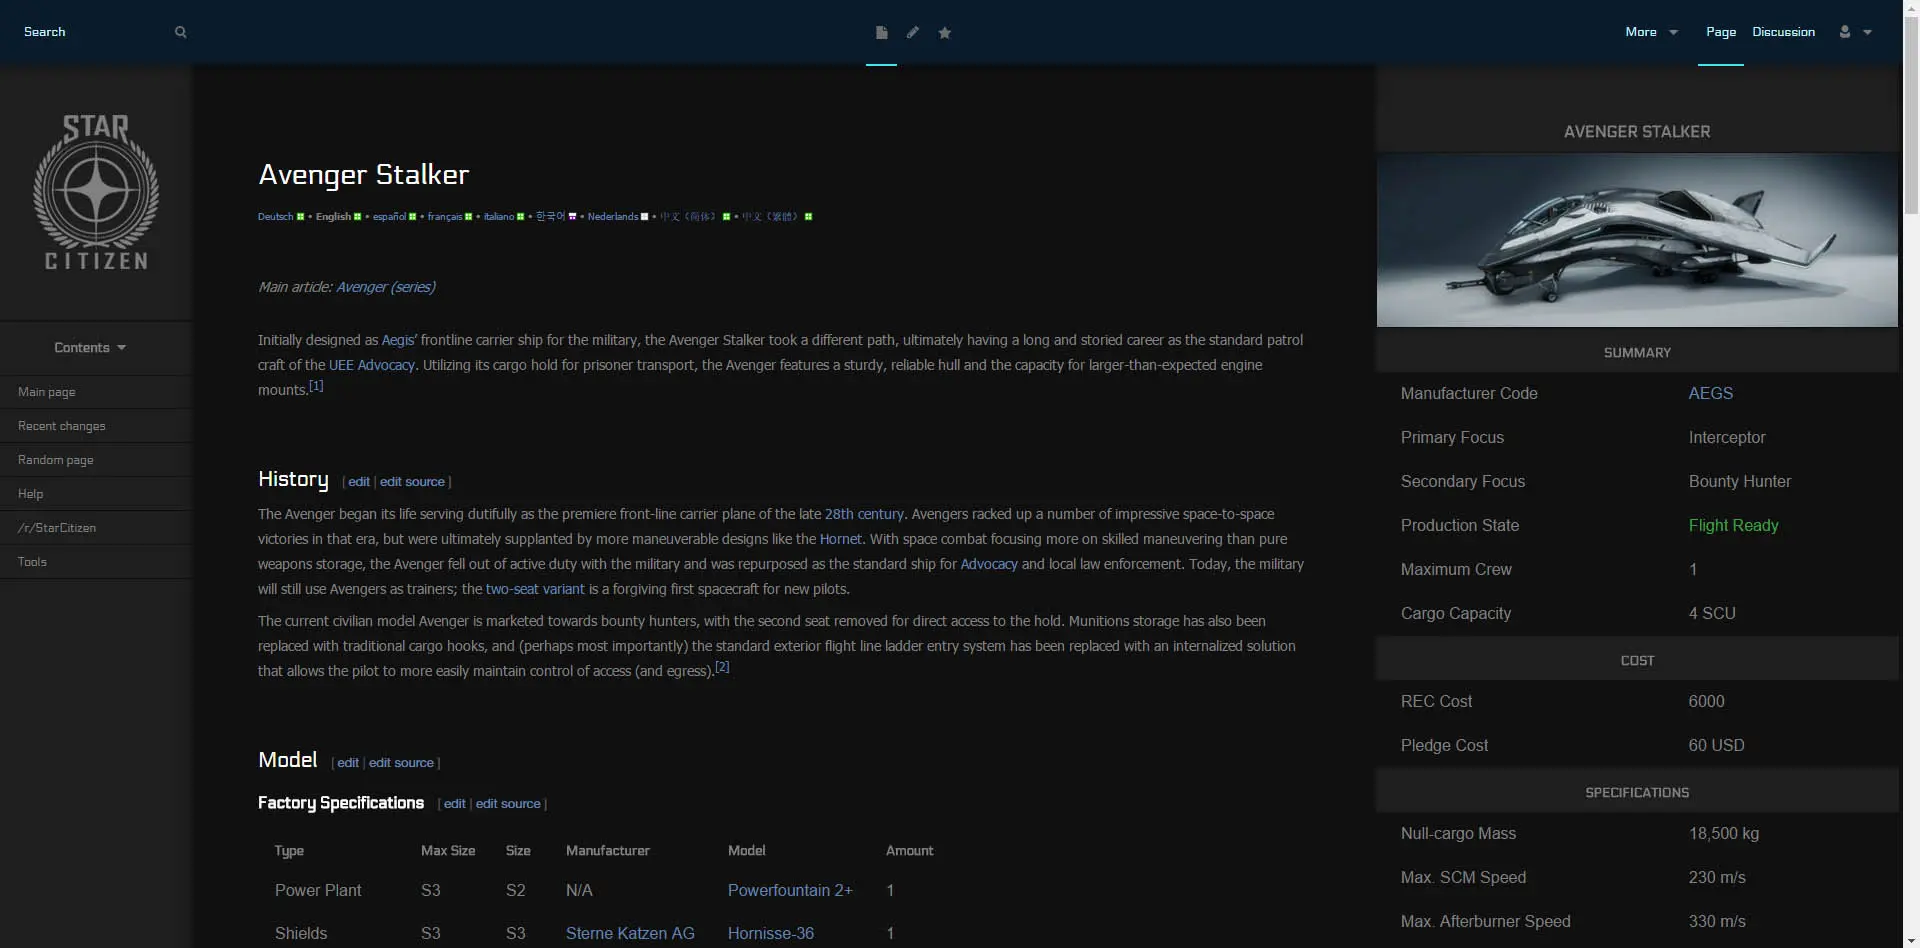 Search
More
Page
Discussion
STAR
CITIZEN
Contents
Main page
Recent changes
Random page
Help
/r/StarCitizen
Tools
Avenger Stalker
Deutsch • English • español • français • italiano • 한국어 • Nederlands • 中文（简体） • 中文（繁體）
Main article: Avenger (series)
Initially designed as Aegis’ frontline carrier ship for the military, the Avenger Stalker took a different path, ultimately having a long and storied career as the standard patrol
craft of the UEE Advocacy. Utilizing its cargo hold for prisoner transport, the Avenger features a sturdy, reliable hull and the capacity for larger-than-expected engine
mounts.[1]
History [ edit | edit source ]
The Avenger began its life serving dutifully as the premiere front-line carrier plane of the late 28th century. Avengers racked up a number of impressive space-to-space
victories in that era, but were ultimately supplanted by more maneuverable designs like the Hornet. With space combat focusing more on skilled maneuvering than pure
weapons storage, the Avenger fell out of active duty with the military and was repurposed as the standard ship for Advocacy and local law enforcement. Today, the military
will still use Avengers as trainers; the two-seat variant is a forgiving first spacecraft for new pilots.
The current civilian model Avenger is marketed towards bounty hunters, with the second seat removed for direct access to the hold. Munitions storage has also been
replaced with traditional cargo hooks, and (perhaps most importantly) the standard exterior flight line ladder entry system has been replaced with an internalized solution
that allows the pilot to more easily maintain control of access (and egress).[2]
Model [ edit | edit source ]
Factory Specifications [ edit | edit source ]
Type Max Size Size Manufacturer Model Amount
Power Plant S3 S2 N/A Powerfountain 2+ 1
Shields S3 S3 Sterne Katzen AG Hornisse-36 1
AVENGER STALKER
SUMMARY
Manufacturer Code AEGS
Primary Focus Interceptor
Secondary Focus Bounty Hunter
Production State Flight Ready
Maximum Crew 1
Cargo Capacity 4 SCU
COST
REC Cost 6000
Pledge Cost 60 USD
SPECIFICATIONS
Null-cargo Mass 18,500 kg
Max. SCM Speed 230 m/s
Max. Afterburner Speed 330 m/s